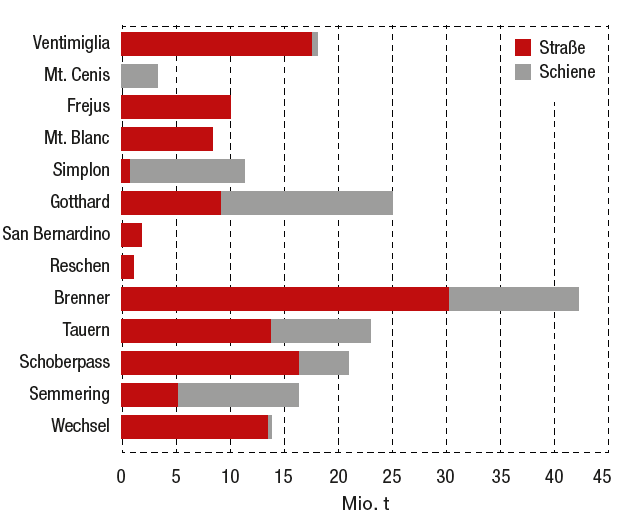 Ventimiglia
Mt. Cenis
Frejus
Mt. Blanc
Simplon
Gotthard
San Bernardino
Reschen
Brenner
Tauern
Schoberpass
Semmering
Wechsel
Straße
Schiene
0 5 10 15 20 25 30 35 40 45
Mio. t